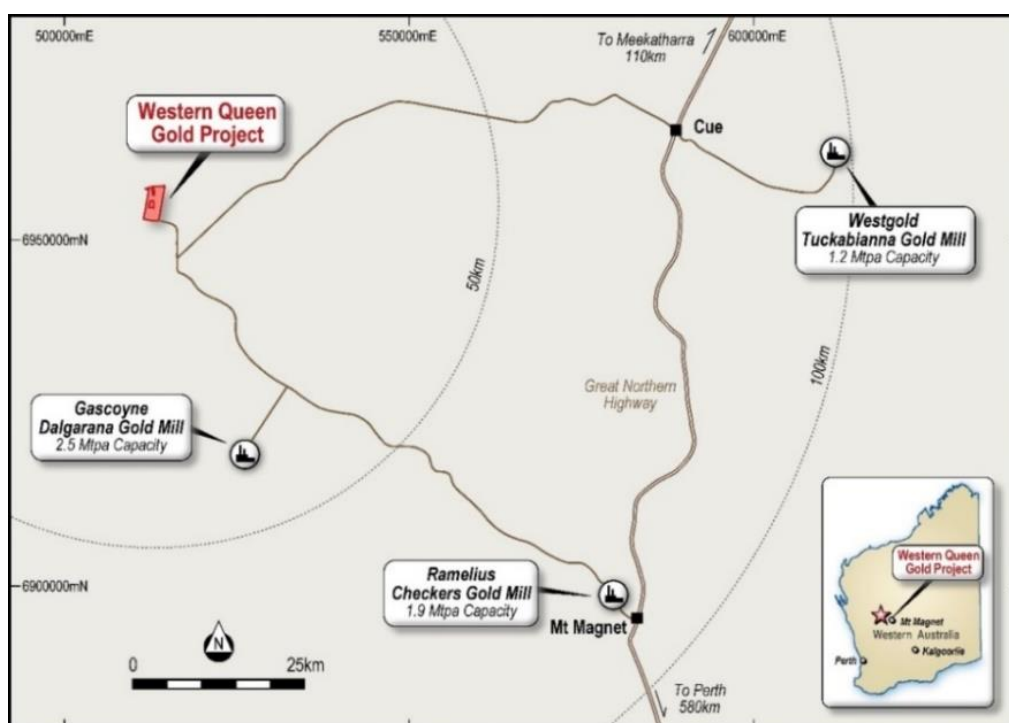 500000mE
550000mE
600000mE
To Meekatharra
110km
Western Queen
Gold Project
Cue
6950000mN
Westgold
Tuckabianna Gold Mill
1.2 Mtpa Capacity
50km
100km
Great Northern
Highway
Gascoyne
Dalgarana Gold Mill
2.5 Mtpa Capacity
6900000mN
Ramelius
Checkers Gold Mill
1.9 Mtpa Capacity
Mt Magnet
N
0
25km
To Perth
580km
Western Queen
Gold Project
Mt Magnet
Western Australia
Kalgoorlie
Perth